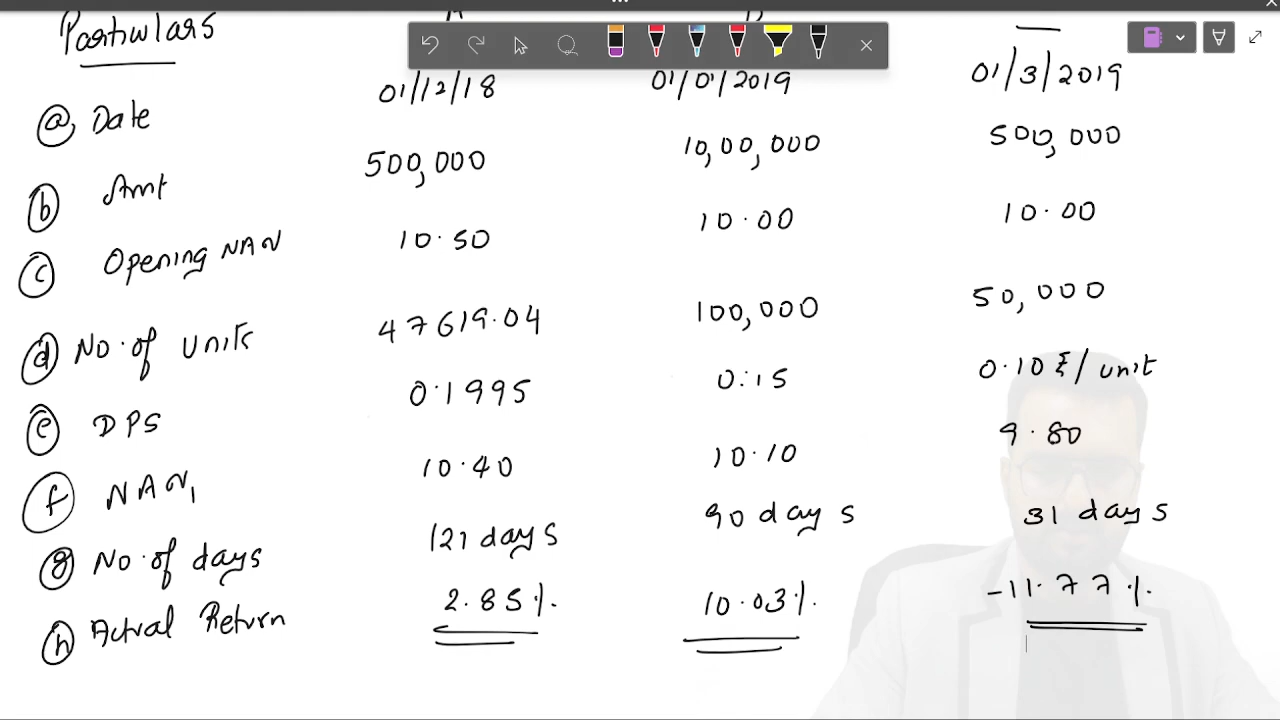 Particulars
01/12/18 01/01/2019 01/3/2019
(a) Date
(b) Amt 500,000 10,00,000 500,000
(c) Opening NAV 10.50 10.00 10.00
(d) No. of units 47619.04 100,000 50,000
(e) DPS 0.1995 0.15 0.10 ₹/unit
(f) NAV1 10.40 10.10 9.80
(g) No. of days 121 days 90 days 31 days
(h) Actual Return 2.85 %. 10.03 %. -11.77 %.